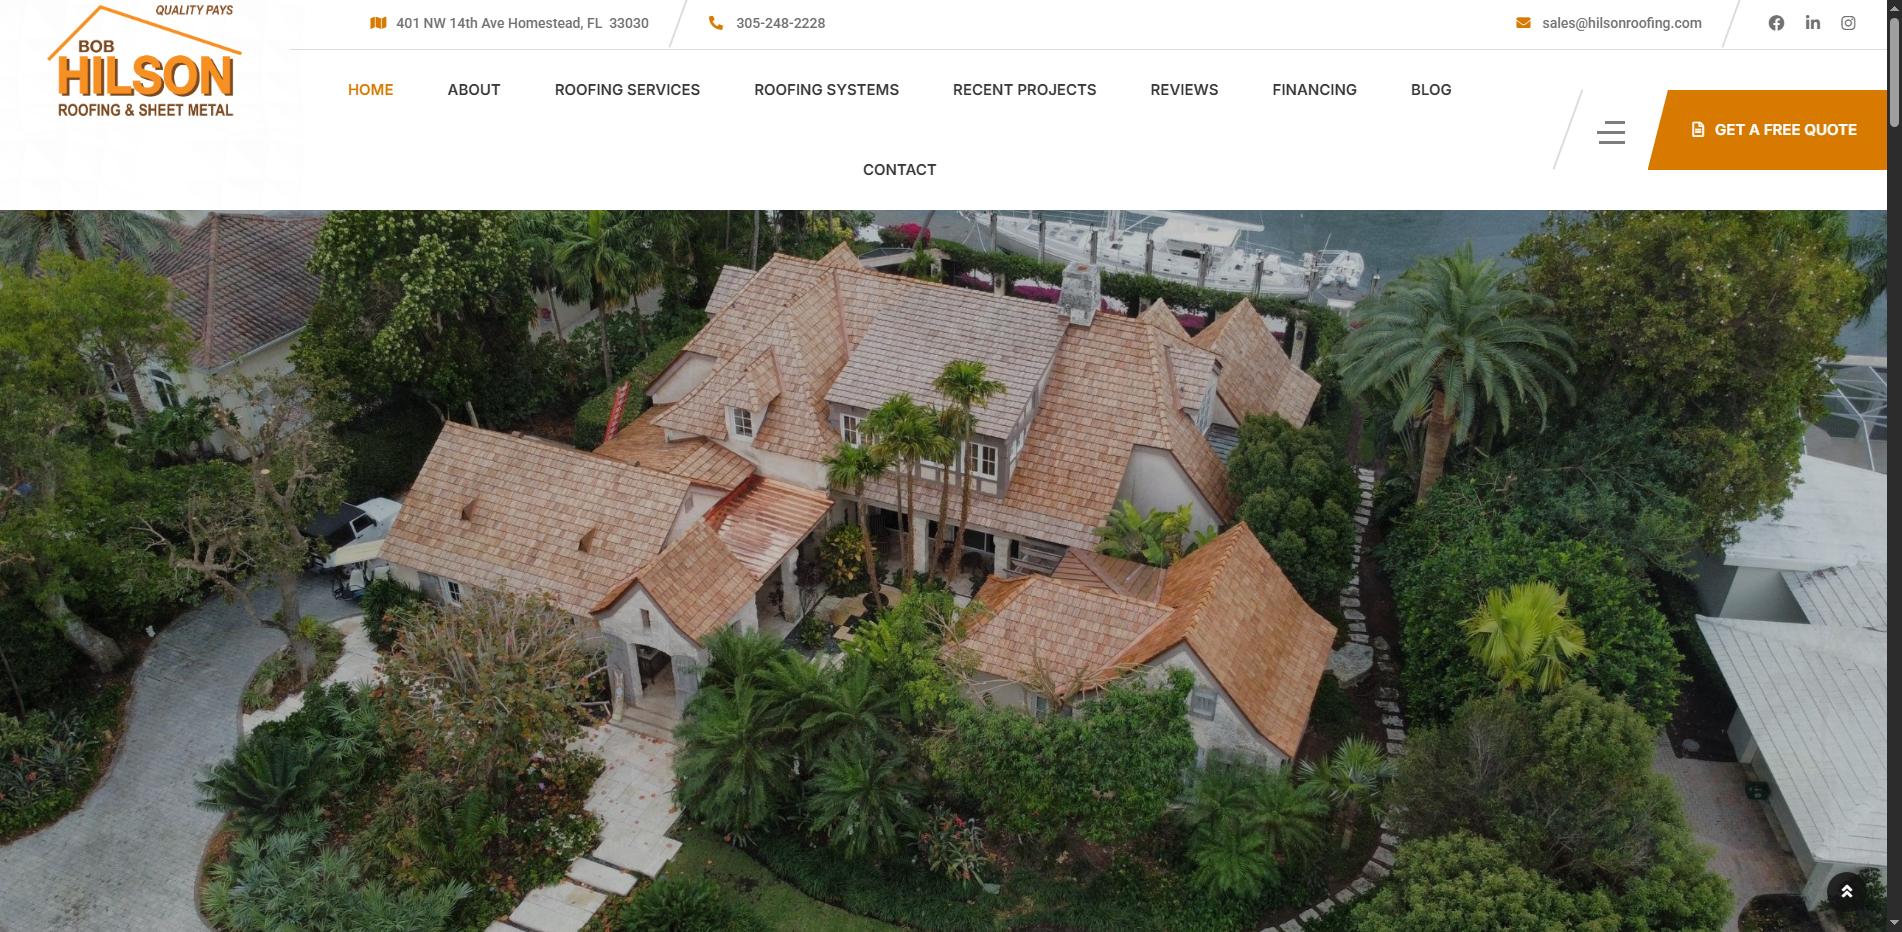 QUALITY PAYS
BOB
HILSON
ROOFING & SHEET METAL
401 NW 14th Ave Homestead, FL  33030
305-248-2228
sales@hilsonroofing.com
HOME
ABOUT
ROOFING SERVICES
ROOFING SYSTEMS
RECENT PROJECTS
REVIEWS
FINANCING
BLOG
CONTACT
GET A FREE QUOTE